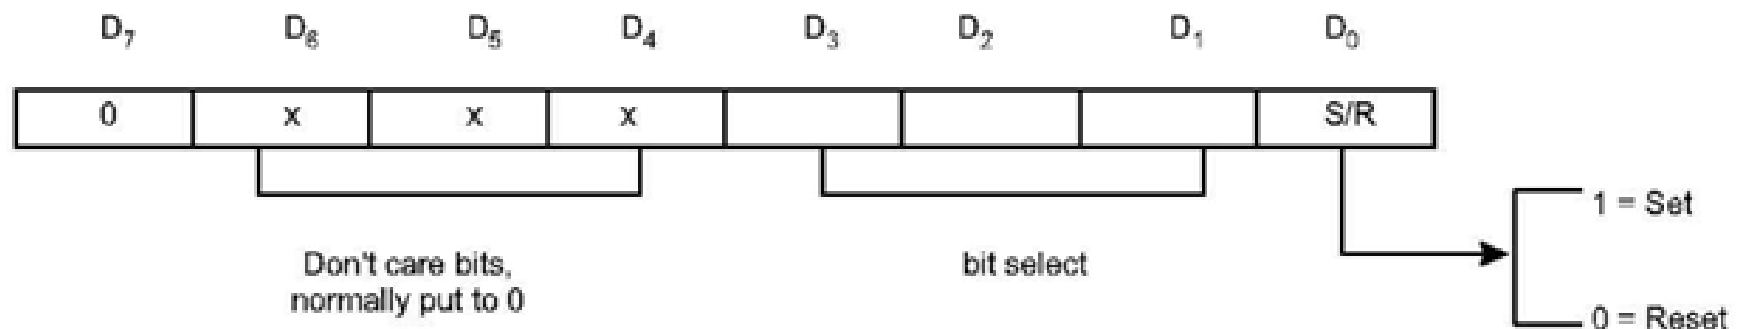 D₇ D₆ D₅ D₄ D₃ D₂ D₁ D₀
0 x x x S/R
1 = Set
Don't care bits, bit select
normally put to 0
0 = Reset